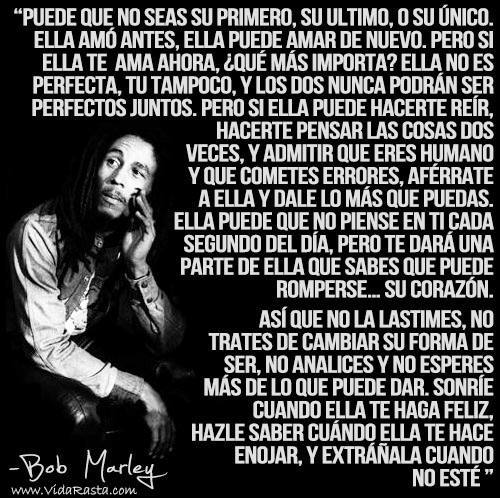 “PUEDE QUE NO SEAS SU PRIMERO, SU ULTIMO, O SU ÚNICO.
ELLA AMÓ ANTES, ELLA PUEDE AMAR DE NUEVO. PERO SI
ELLA TE AMA AHORA, ¿QUÉ MÁS IMPORTA? ELLA NO ES
PERFECTA, TU TAMPOCO, Y LOS DOS NUNCA PODRÁN SER
PERFECTOS JUNTOS. PERO SI ELLA PUEDE HACERTE REÍR,
HACERTE PENSAR LAS COSAS DOS
VECES, Y ADMITIR QUE ERES HUMANO
Y QUE COMETES ERRORES, AFÉRRATE
A ELLA Y DALE LO MÁS QUE PUEDAS.
ELLA PUEDE QUE NO PIENSE EN TI CADA
SEGUNDO DEL DÍA, PERO TE DARÁ UNA
PARTE DE ELLA QUE SABES QUE PUEDE
ROMPERSE... SU CORAZÓN.
ASÍ QUE NO LA LASTIMES, NO
TRATES DE CAMBIAR SU FORMA DE
SER, NO ANALICES Y NO ESPERES
MÁS DE LO QUE PUEDE DAR. SONRÍE
CUANDO ELLA TE HAGA FELIZ,
HAZLE SABER CUÁNDO ELLA TE HACE
ENOJAR, Y EXTRÁÑALA CUANDO
NO ESTÉ ”
-Bob Marley
www.VidaRasta.com